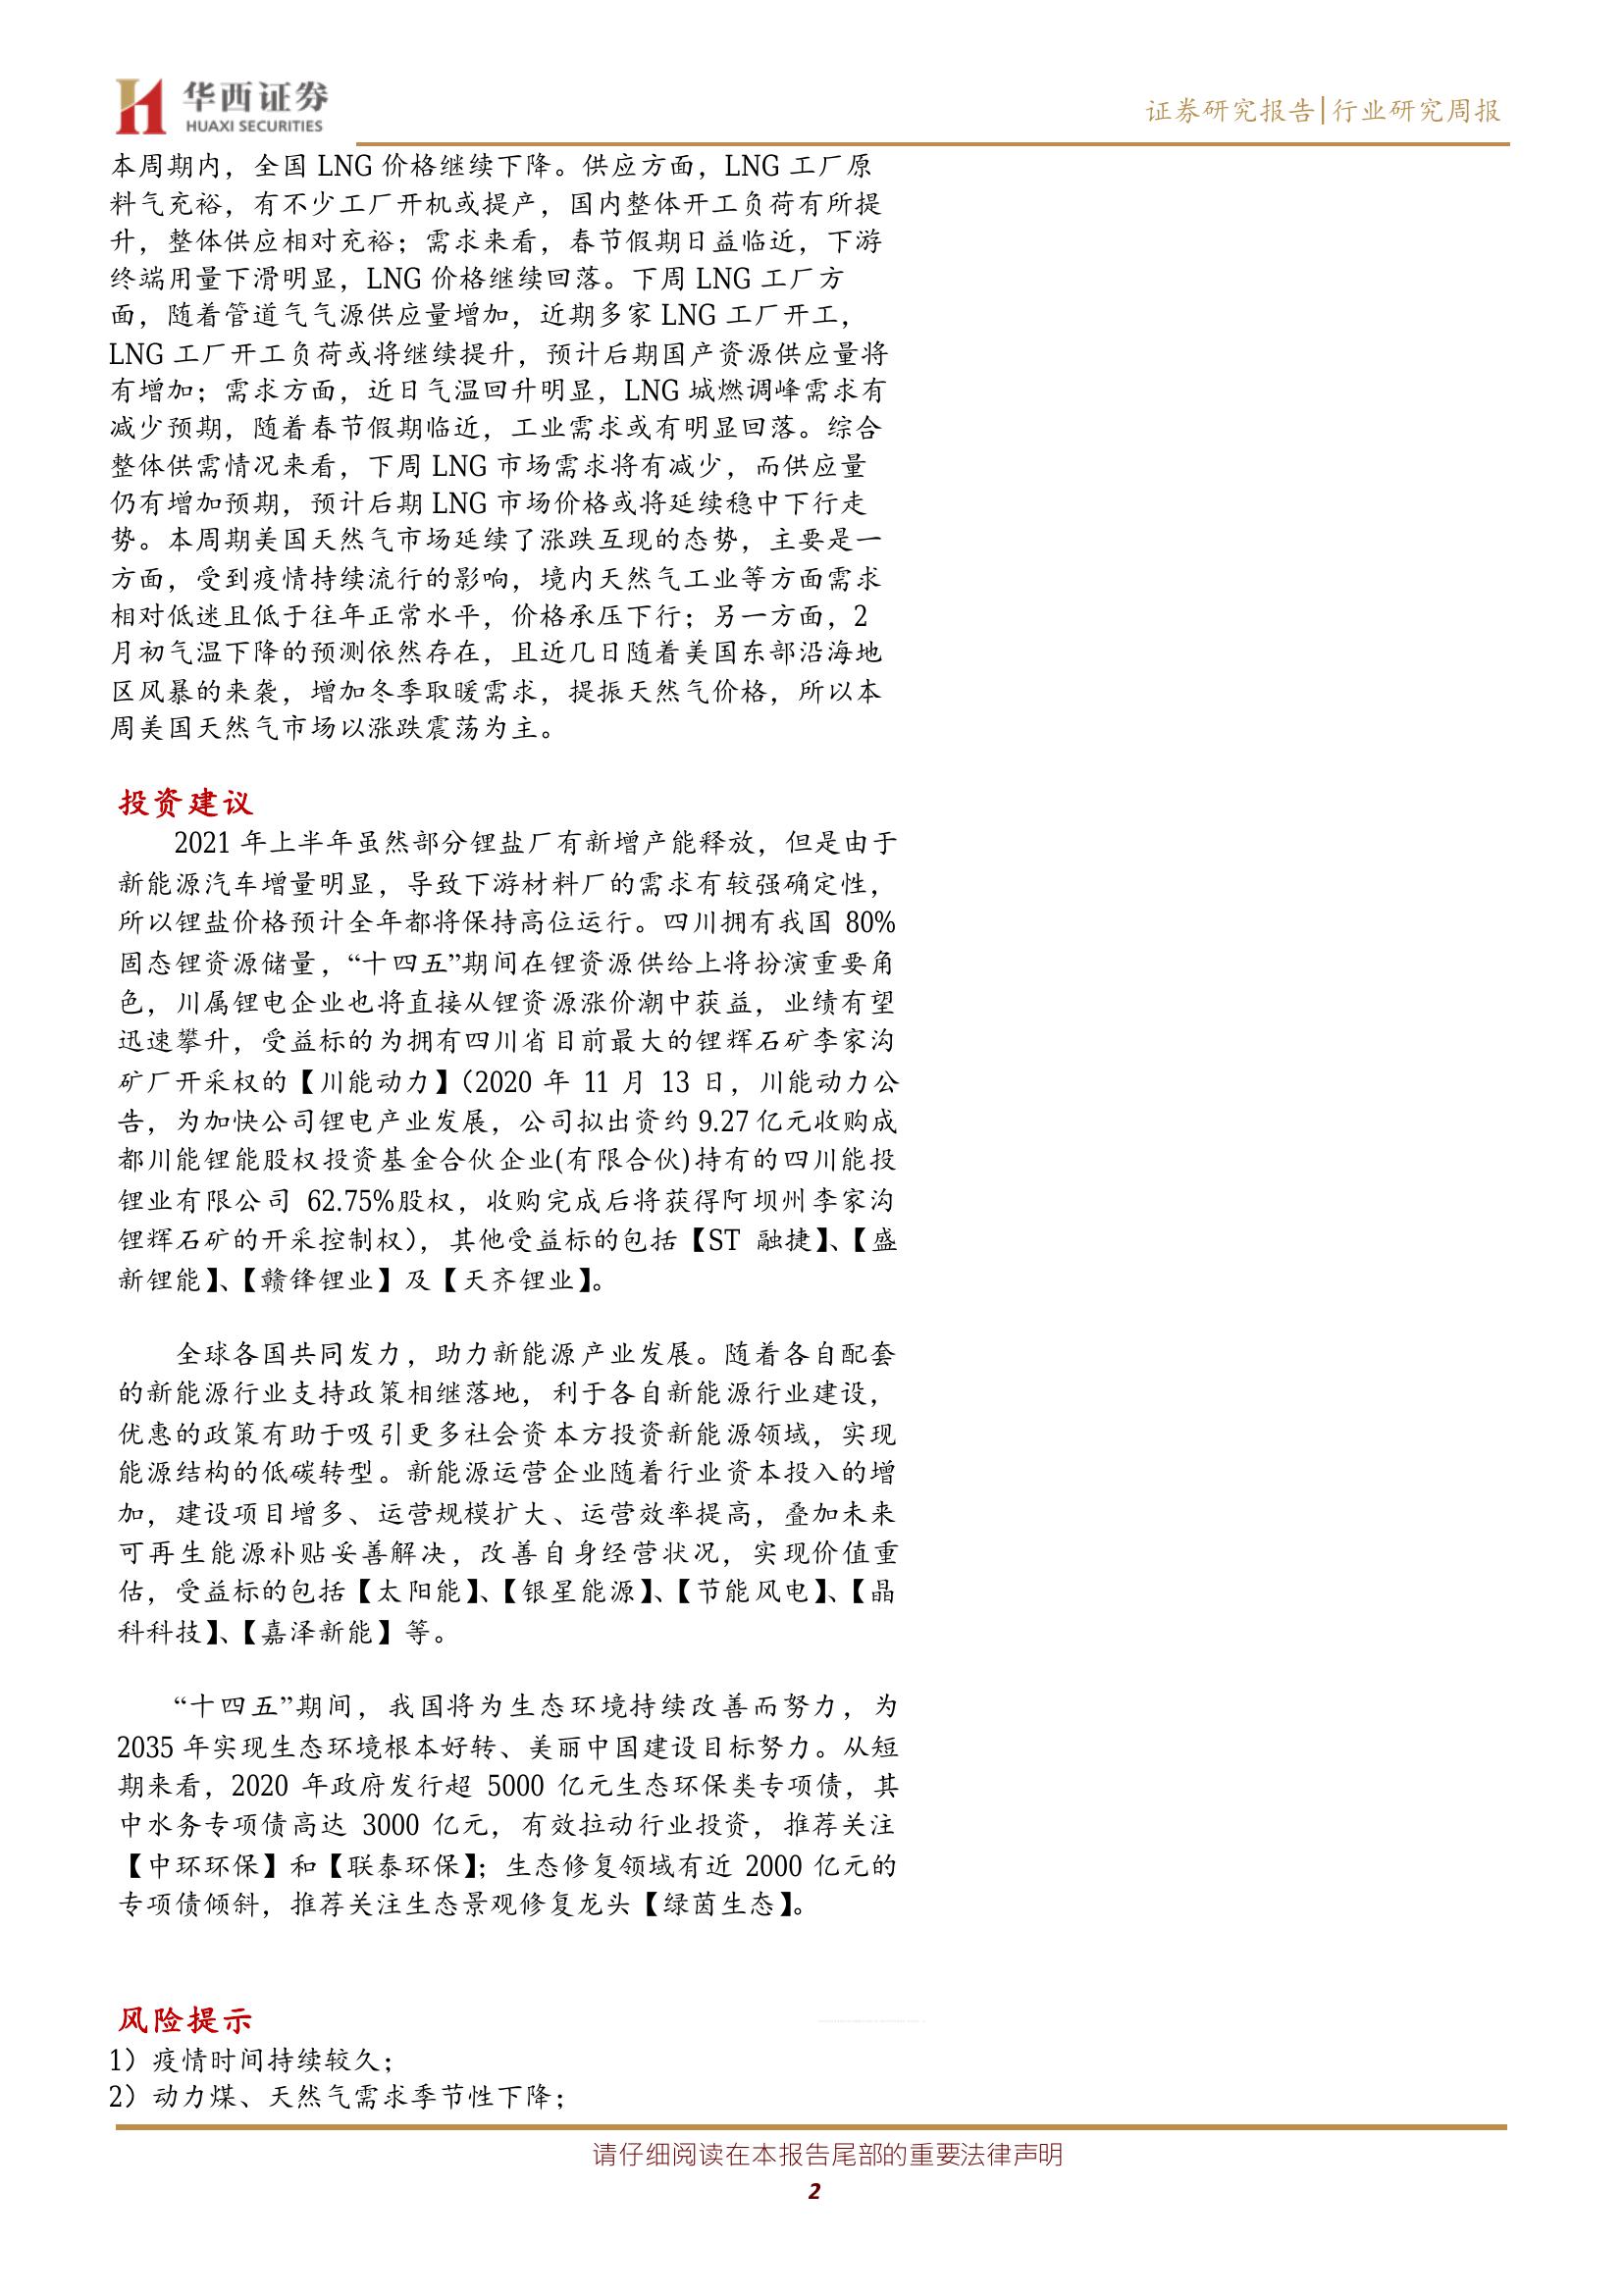 华西证券
HUAXI SECURITIES
证券研究报告|行业研究周报
本周期内，全国 LNG 价格继续下降。供应方面，LNG 工厂原
料气充裕，有不少工厂开机或提产，国内整体开工负荷有所提
升，整体供应相对充裕；需求来看，春节假期日益临近，下游
终端用量下滑明显，LNG 价格继续回落。下周 LNG 工厂方
面，随着管道气气源供应量增加，近期多家 LNG 工厂开工，
LNG 工厂开工负荷或将继续提升，预计后期国产资源供应量将
有增加；需求方面，近日气温回升明显，LNG 城燃调峰需求有
减少预期，随着春节假期临近，工业需求或有明显回落。综合
整体供需情况来看，下周 LNG 市场需求将有减少，而供应量
仍有增加预期，预计后期 LNG 市场价格或将延续稳中下行走
势。本周期美国天然气市场延续了涨跌互现的态势，主要是一
方面，受到疫情持续流行的影响，境内天然气工业等方面需求
相对低迷且低于往年正常水平，价格承压下行；另一方面，2
月初气温下降的预测依然存在，且近几日随着美国东部沿海地
区风暴的来袭，增加冬季取暖需求，提振天然气价格，所以本
周美国天然气市场以涨跌震荡为主。
投资建议
2021 年上半年虽然部分锂盐厂有新增产能释放，但是由于
新能源汽车增量明显，导致下游材料厂的需求有较强确定性，
所以锂盐价格预计全年都将保持高位运行。四川拥有我国 80%
固态锂资源储量，“十四五”期间在锂资源供给上将扮演重要角
色，川属锂电企业也将直接从锂资源涨价潮中获益，业绩有望
迅速攀升，受益标的为拥有四川省目前最大的锂辉石矿李家沟
矿厂开采权的【川能动力】（2020 年 11 月 13 日，川能动力公
告，为加快公司锂电产业发展，公司拟出资约 9.27 亿元收购成
都川能锂能股权投资基金合伙企业(有限合伙)持有的四川能投
锂业有限公司 62.75%股权，收购完成后将获得阿坝州李家沟
锂辉石矿的开采控制权），其他受益标的包括【ST 融捷】、【盛
新锂能】、【赣锋锂业】及【天齐锂业】。
全球各国共同发力，助力新能源产业发展。随着各自配套
的新能源行业支持政策相继落地，利于各自新能源行业建设，
优惠的政策有助于吸引更多社会资本方投资新能源领域，实现
能源结构的低碳转型。新能源运营企业随着行业资本投入的增
加，建设项目增多、运营规模扩大、运营效率提高，叠加未来
可再生能源补贴妥善解决，改善自身经营状况，实现价值重
估，受益标的包括【太阳能】、【银星能源】、【节能风电】、【晶
科科技】、【嘉泽新能】等。
“十四五”期间，我国将为生态环境持续改善而努力，为
2035 年实现生态环境根本好转、美丽中国建设目标努力。从短
期来看，2020 年政府发行超 5000 亿元生态环保类专项债，其
中水务专项债高达 3000 亿元，有效拉动行业投资，推荐关注
【中环环保】和【联泰环保】；生态修复领域有近 2000 亿元的
专项债倾斜，推荐关注生态景观修复龙头【绿茵生态】。
风险提示
1）疫情时间持续较久；
2）动力煤、天然气需求季节性下降；
请仔细阅读在本报告尾部的重要法律声明
2